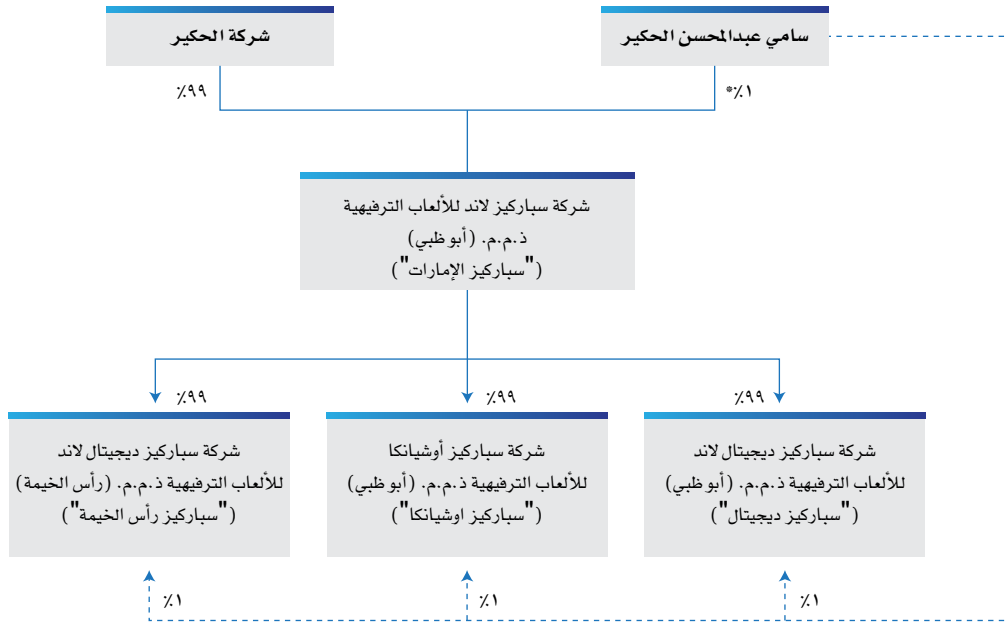 سامي عبدالمحسن الحكير
شركة الحكير
٪١*
٪٩٩
شركة سباركيز لاند للألعاب الترفيهية
ذ.م.م. (أبو ظبي)
("سباركيز الإمارات")
٪٩٩
٪٩٩
٪٩٩
شركة سباركيز ديجيتال لاند
للألعاب الترفيهية ذ.م.م. (أبو ظبي)
("سباركيز ديجيتال")
شركة سباركيز أوشيانكا
للألعاب الترفيهية ذ.م.م. (أبو ظبي)
("سباركيز اوشيانكا")
شركة سباركيز ديجيتال لاند
للألعاب الترفيهية ذ.م.م. (رأس الخيمة)
("سباركيز رأس الخيمة")
٪١
٪١
٪١